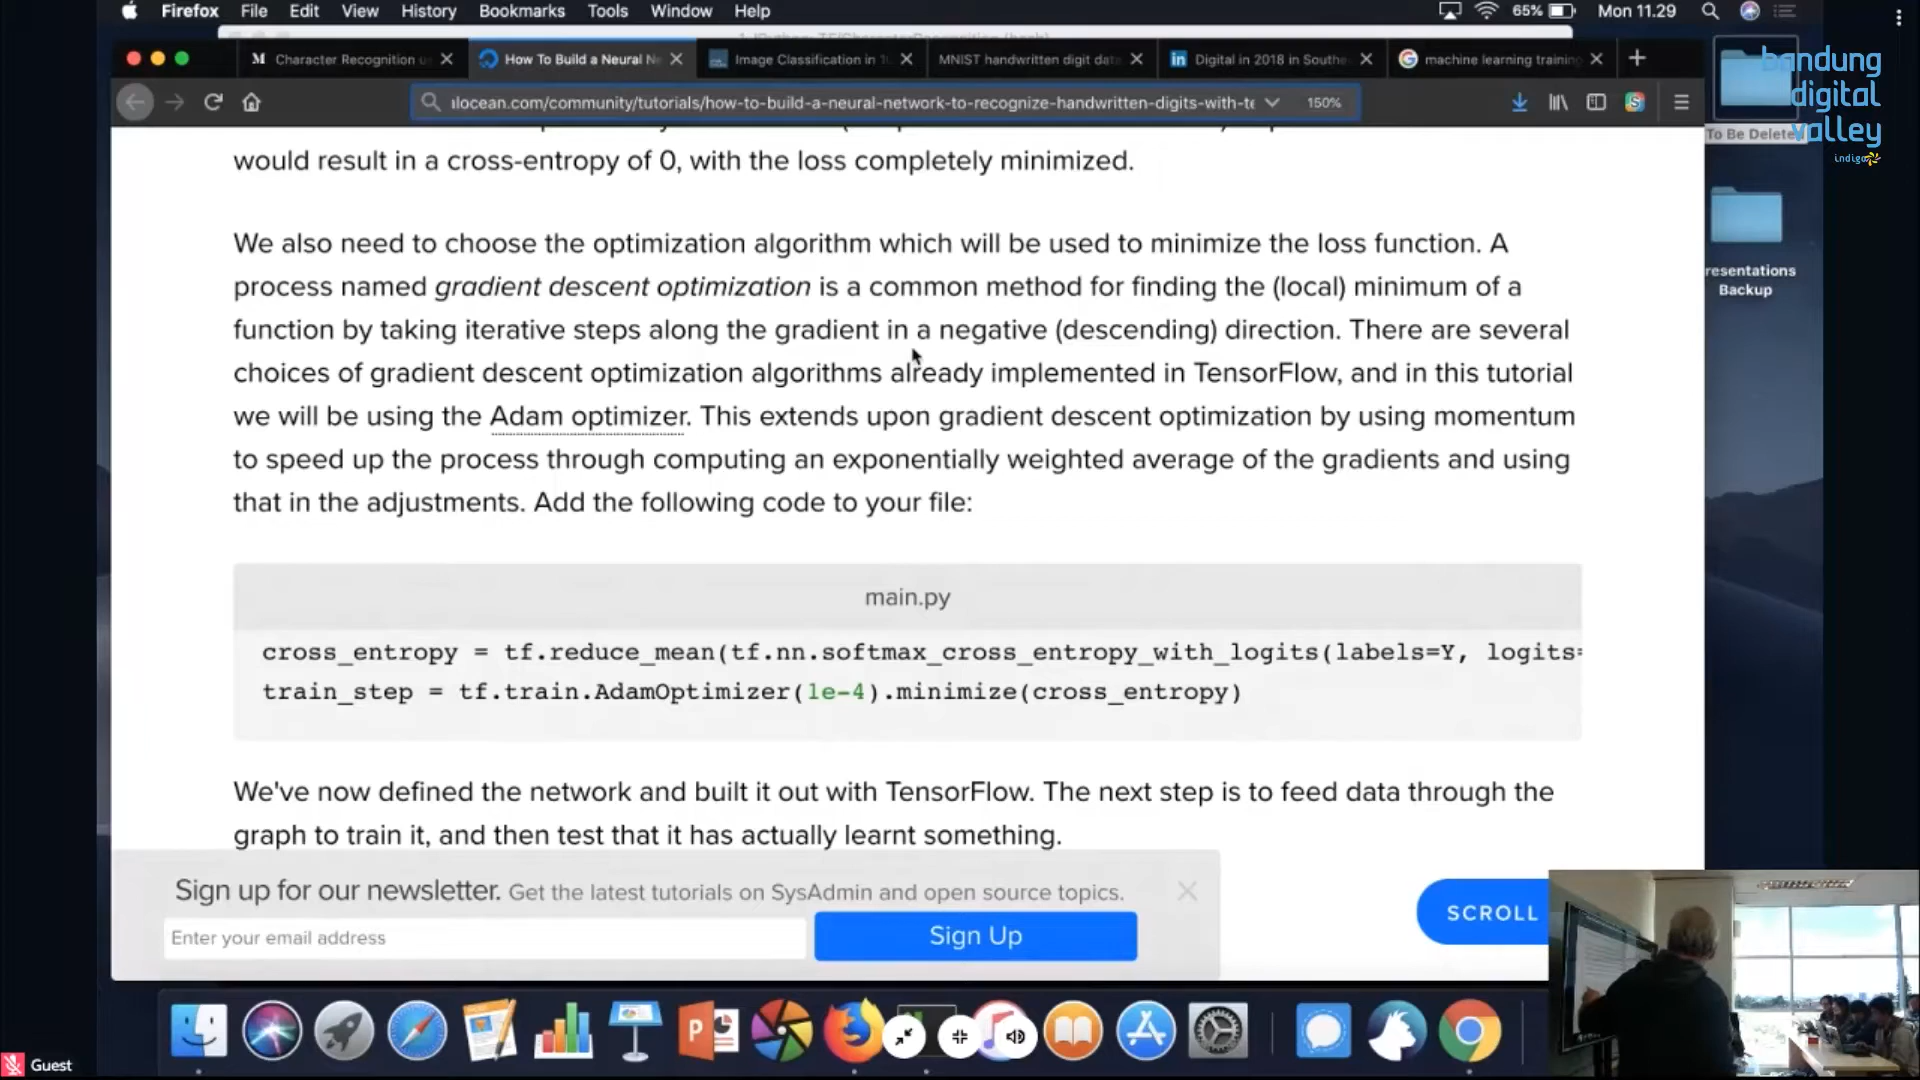 Firefox File Edit View History Bookmarks Tools Window Help
65% Mon 11.29
Character Recognition
How To Build a Neural N
Image Classification in
MNIST handwritten digit
Digital in 2018 in Southe
machine learning training
ilocean.com/community/tutorials/how-to-build-a-neural-network-to-recognize-handwritten-digits-with-te
150%
bandung
digital
valley
indigo
To Be Delete
resentations
Backup
would result in a cross-entropy of 0, with the loss completely minimized.
We also need to choose the optimization algorithm which will be used to minimize the loss function. A
process named gradient descent optimization is a common method for finding the (local) minimum of a
function by taking iterative steps along the gradient in a negative (descending) direction. There are several
choices of gradient descent optimization algorithms already implemented in TensorFlow, and in this tutorial
we will be using the Adam optimizer. This extends upon gradient descent optimization by using momentum
to speed up the process through computing an exponentially weighted average of the gradients and using
that in the adjustments. Add the following code to your file:
main.py
cross_entropy = tf.reduce_mean(tf.nn.softmax_cross_entropy_with_logits(labels=Y, logits=
train_step = tf.train.AdamOptimizer(1e-4).minimize(cross_entropy)
We've now defined the network and built it out with TensorFlow. The next step is to feed data through the
graph to train it, and then test that it has actually learnt something.
Sign up for our newsletter. Get the latest tutorials on SysAdmin and open source topics.
Enter your email address
Sign Up
SCROLL
Guest